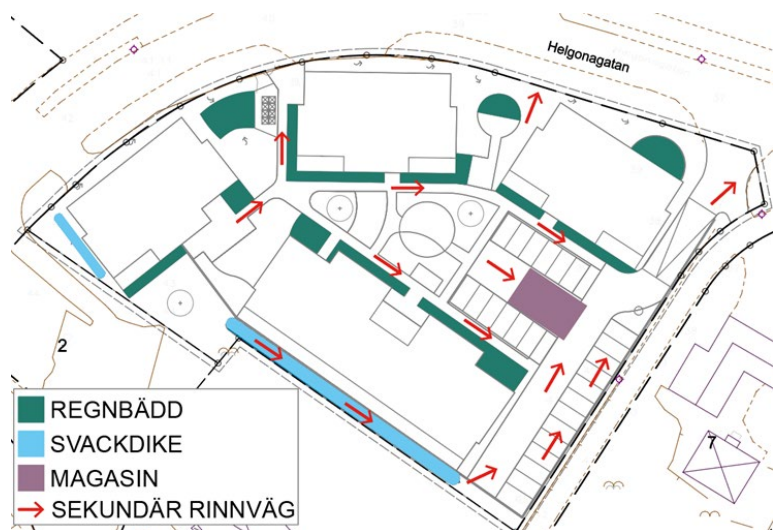 Helgonagatan
2
7
REGNBÄDD
SVACKDIKE
MAGASIN
SEKUNDÄR RINNVÄG